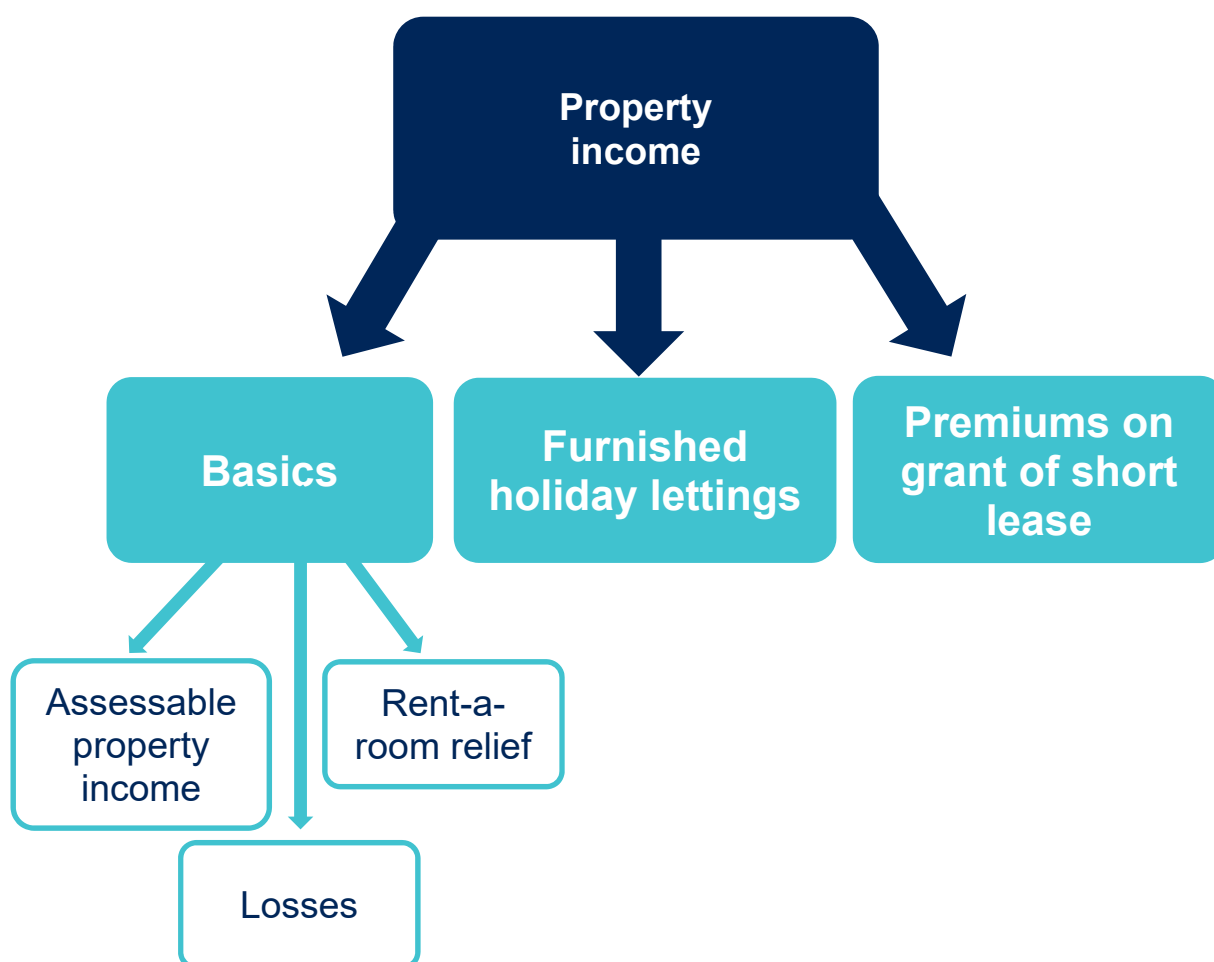 Property
income
Basics
Furnished
holiday lettings
Premiums on
grant of short
lease
Assessable
property
income
Rent-a-
room relief
Losses